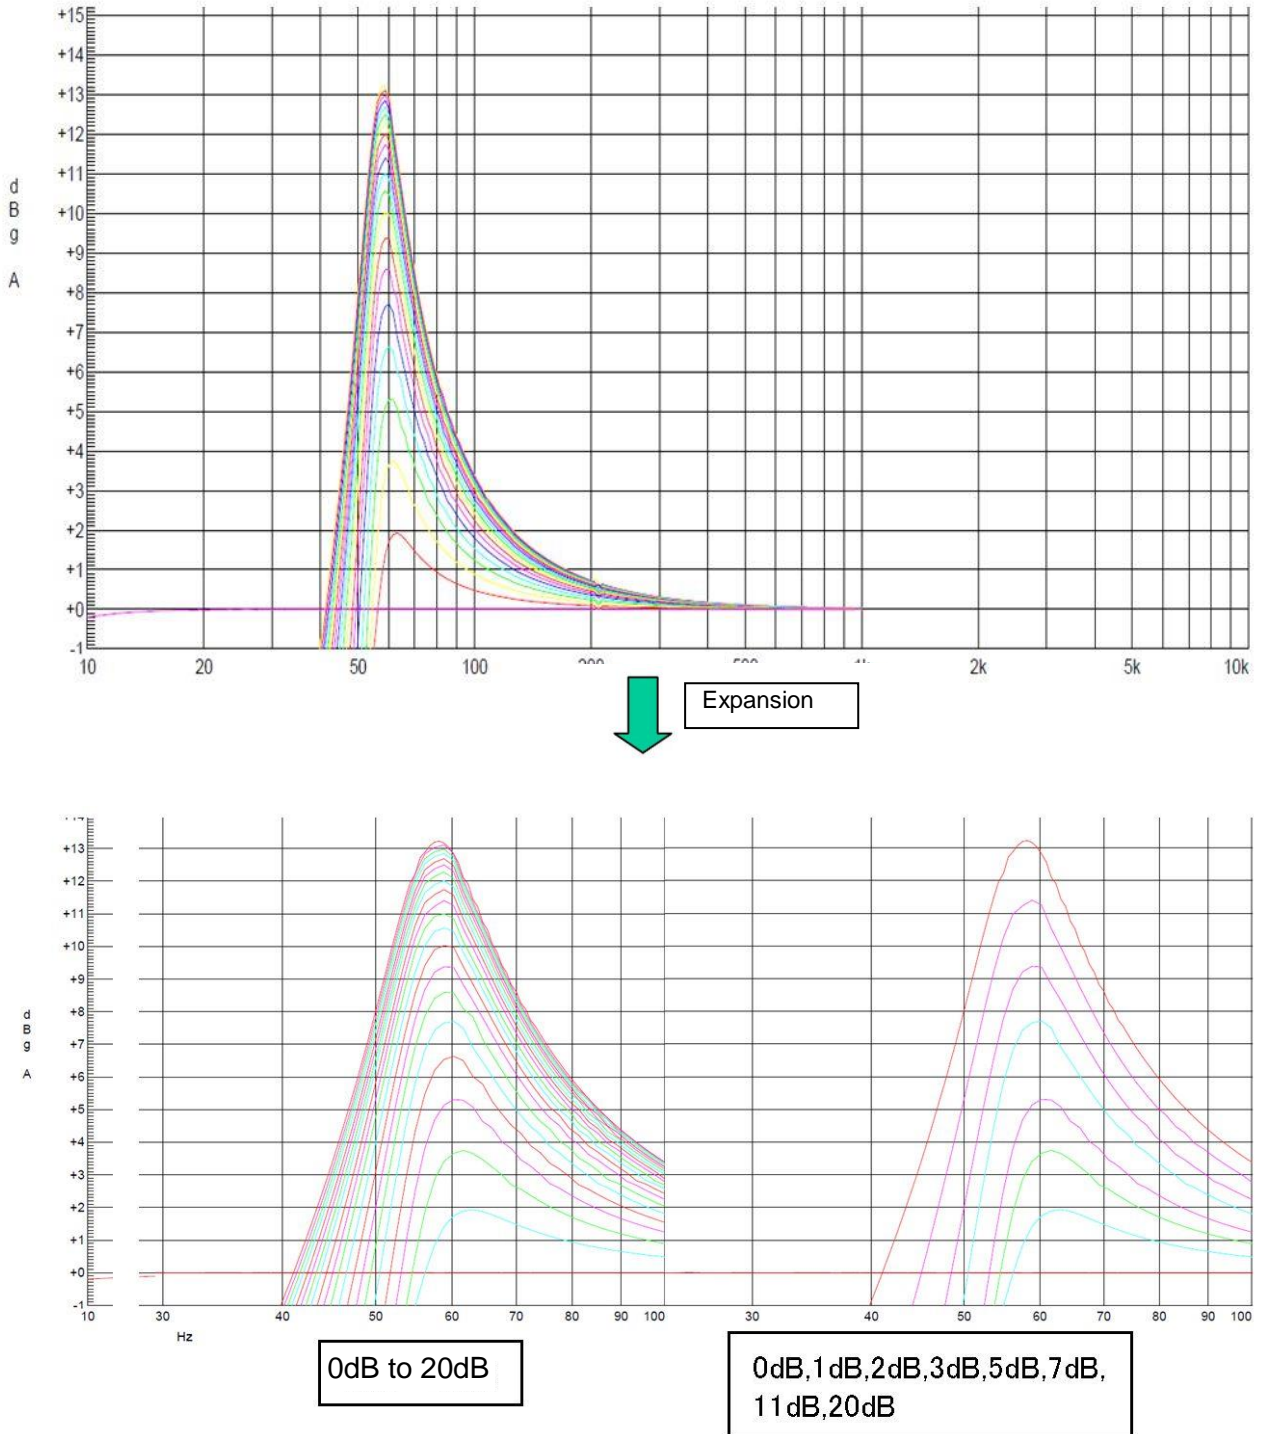 +15
+14
+13
+12
+11
+10
+9
+8
+7
+6
+5
+4
+3
+2
+1
+0
-1
d
B
g
A
10 20 50 100 2k 5k 10k
Expansion
+13
+12
+11
+10
+9
+8
+7
+6
+5
+4
+3
+2
+1
+0
-1
d
B
g
A
10 30 40 50 60 70 80 90 100 30 40 50 60 70 80 90 100
Hz
0dB to 20dB
0dB,1dB,2dB,3dB,5dB,7dB,
11dB,20dB